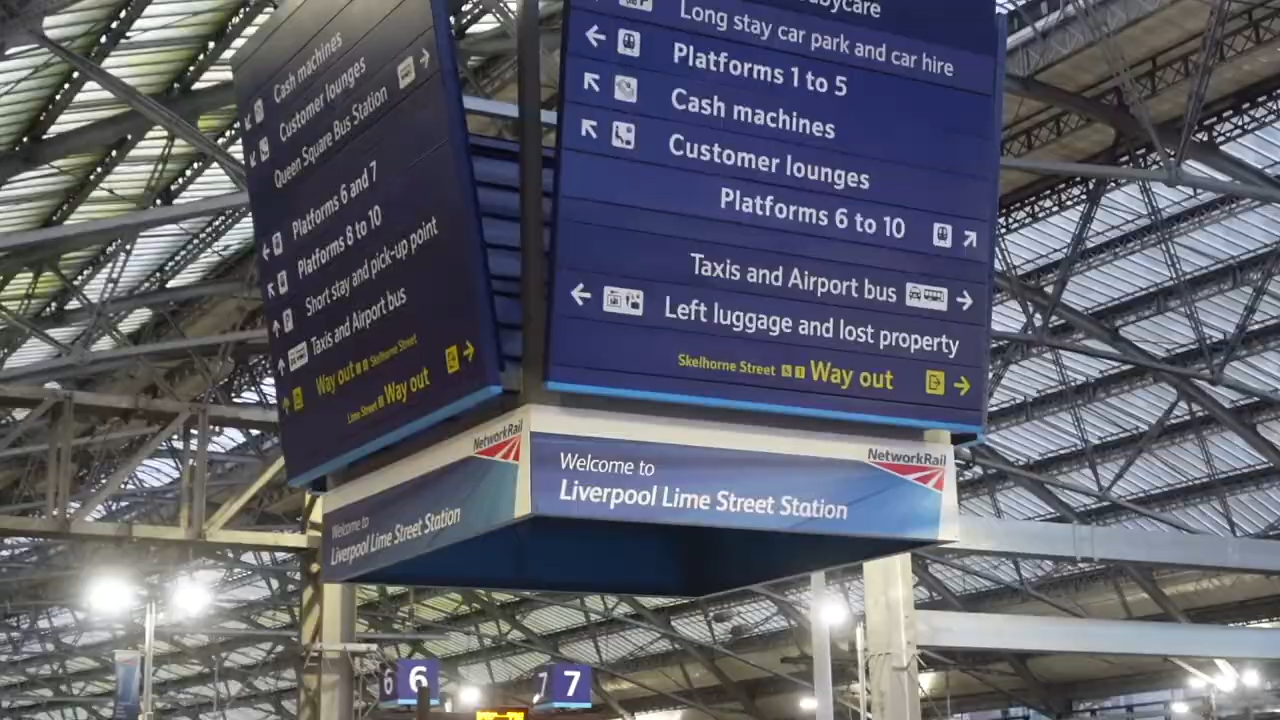 Cash machines
Customer lounges
Queen Square Bus Station
Platforms 6 and 7
Platforms 8 to 10
Short stay and pick-up point
Taxis and Airport bus
Way out Skelhorne Street
Lime Street Way out
NetworkRail
Welcome to
Liverpool Lime Street Station
Long stay car park and car hire
Platforms 1 to 5
Cash machines
Customer lounges
Platforms 6 to 10
Taxis and Airport bus
Left luggage and lost property
Skelhorne Street Way out
NetworkRail
Welcome to
Liverpool Lime Street Station
6 6
7 7